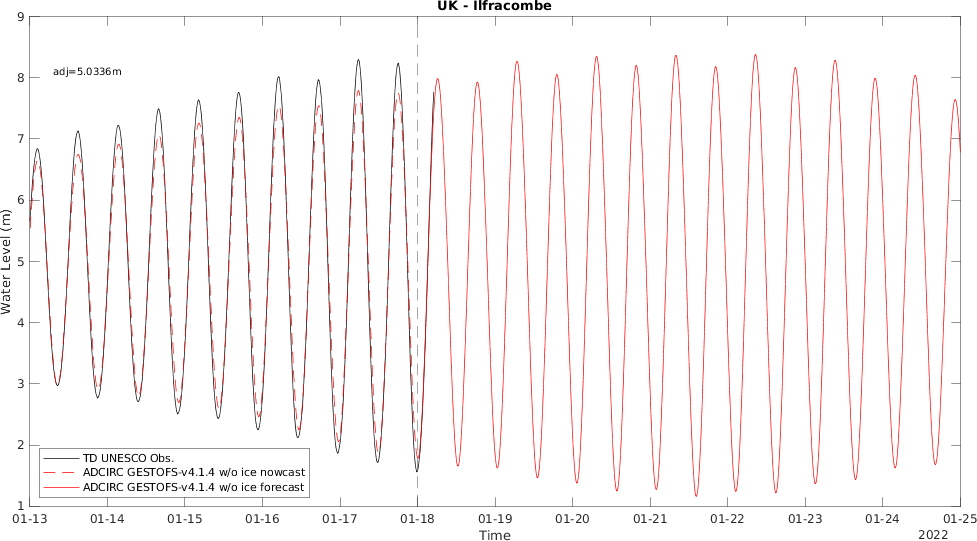 UK - Ilfracombe
9
8
7
6
5
4
3
2
1
Water Level (m)
adj=5.0336m
TD UNESCO Obs.
ADCIRC GESTOFS-v4.1.4 w/o ice nowcast
ADCIRC GESTOFS-v4.1.4 w/o ice forecast
01-13 01-14 01-15 01-16 01-17 01-18 01-19 01-20 01-21 01-22 01-23 01-24 01-25
Time
2022